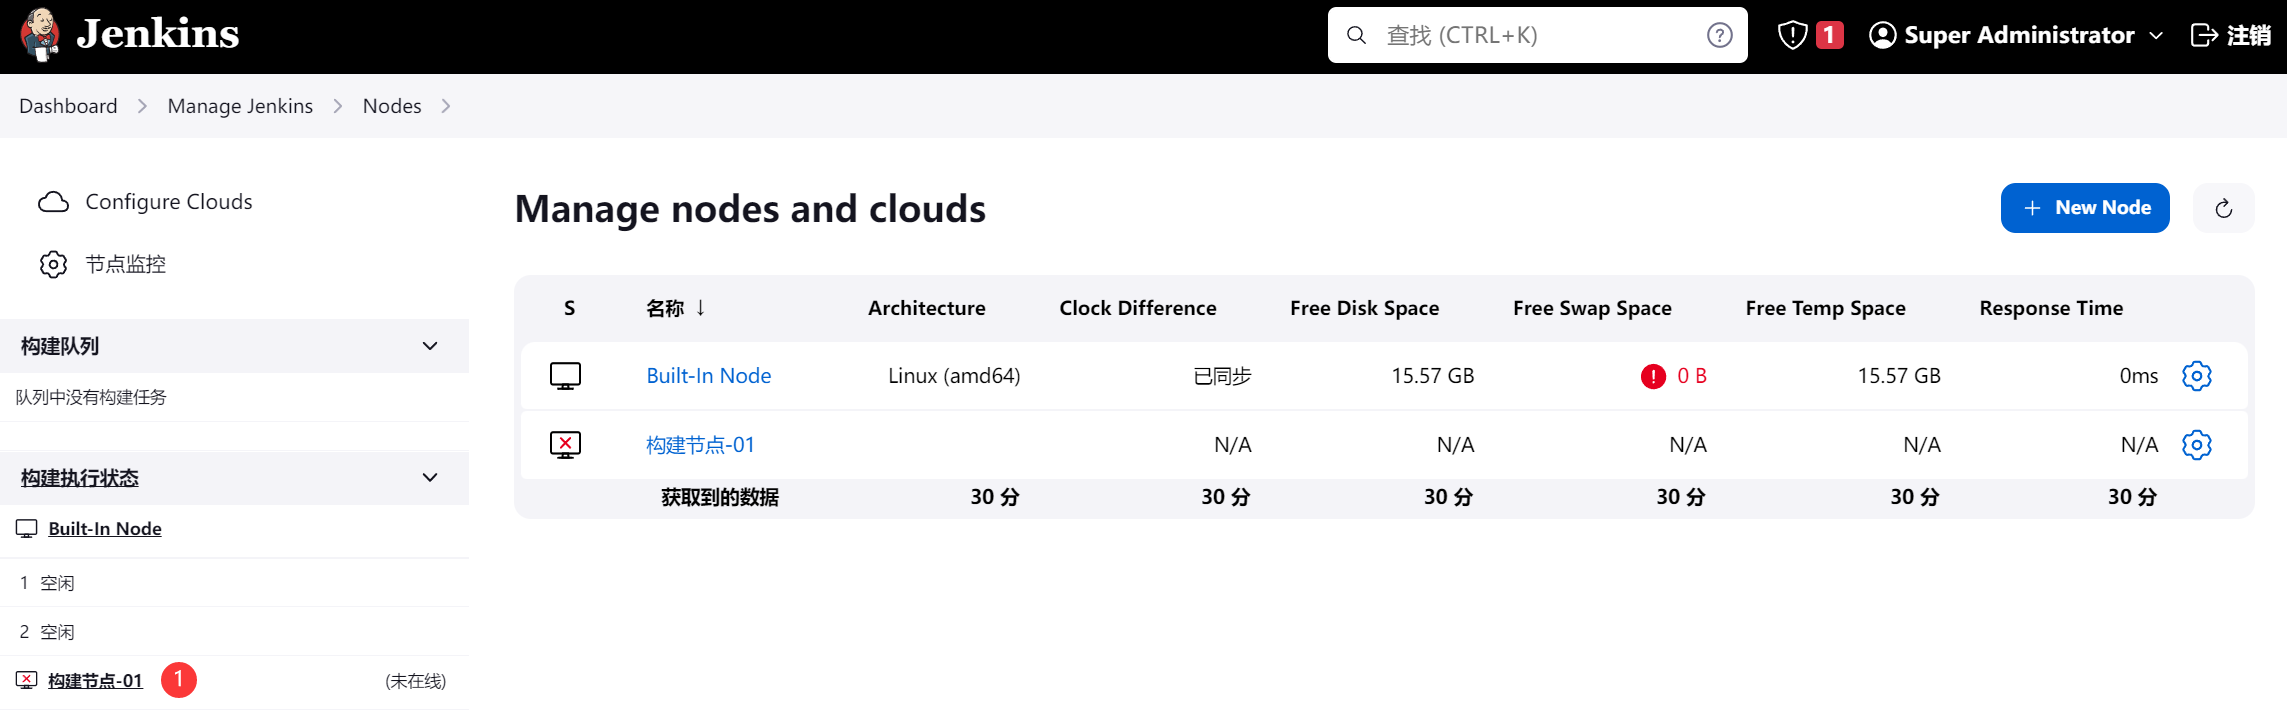 Jenkins
查找 (CTRL+K)
1
Super Administrator
注销
Dashboard
Manage Jenkins
Nodes
Configure Clouds
节点监控
构建队列
队列中没有构建任务
构建执行状态
Built-In Node
1 空闲
2 空闲
构建节点-01 1 (未在线)
Manage nodes and clouds
+ New Node
S 名称 ↓ Architecture Clock Difference Free Disk Space Free Swap Space Free Temp Space Response Time
Built-In Node Linux (amd64) 已同步 15.57 GB 0 B 15.57 GB 0ms
构建节点-01 N/A N/A N/A N/A N/A
获取到的数据 30 分 30 分 30 分 30 分 30 分 30 分